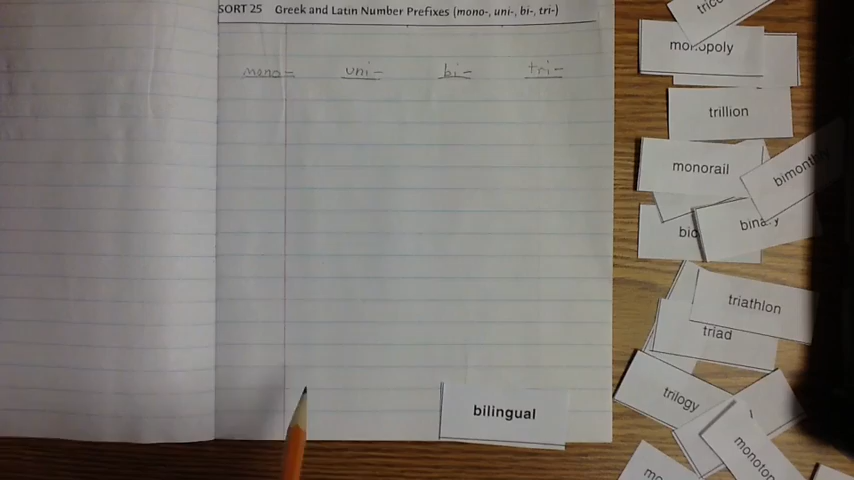 SORT 25 Greek and Latin Number Prefixes (mono-, uni-, bi-, tri-)
mono- uni- bi- tri-
monopoly
trillion
monorail
binary
triathlon
triad
trilogy
bilingual